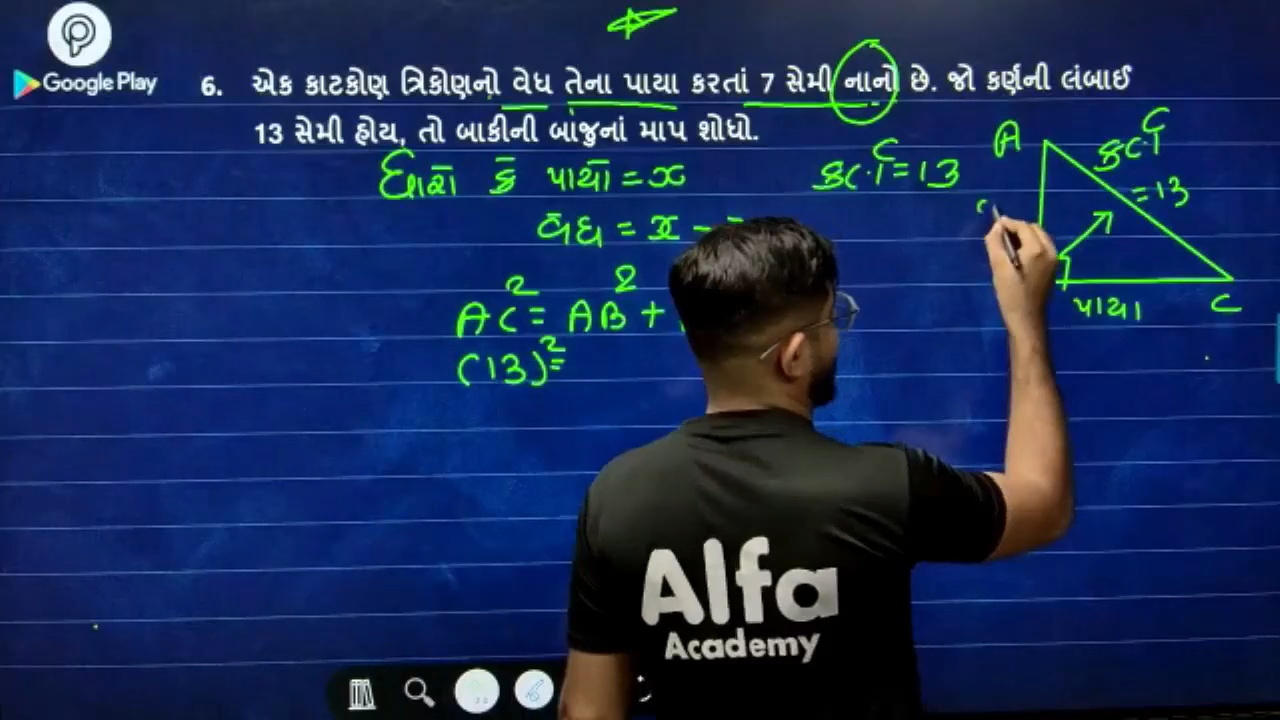 Google Play
6. એક કાટકોણ ત્રિકોણનો વેધ તેના પાયા કરતાં 7 સેમી નાનો છે. જો કર્ણની લંબાઈ
13 સેમી હોય, તો બાકીની બાજુનાં માપ શોધો.
ધારો કે પાયો = x
કર્ણ = 13
વેધ = x -
AC² = AB² +
(13)² =
A
કર્ણ
= 13
પાયા
C
Alfa
Academy